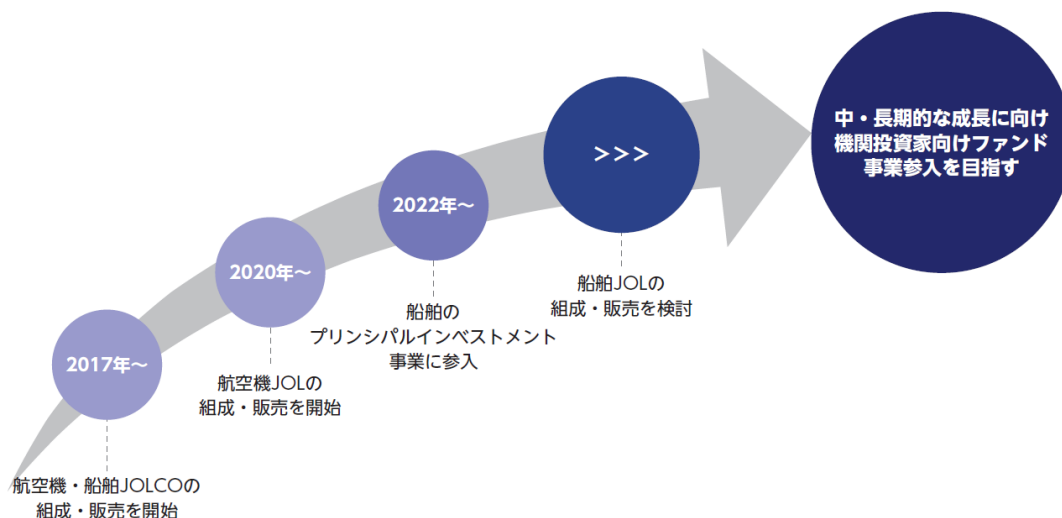 2017年～
航空機・船舶JOLCOの
組成・販売を開始
2020年～
航空機JOLの
組成・販売を開始
2022年～
船舶の
プリンシパルインベストメント
事業に参入
>>>
船舶JOLの
組成・販売を検討
中・長期的な成長に向け
機関投資家向けファンド
事業参入を目指す